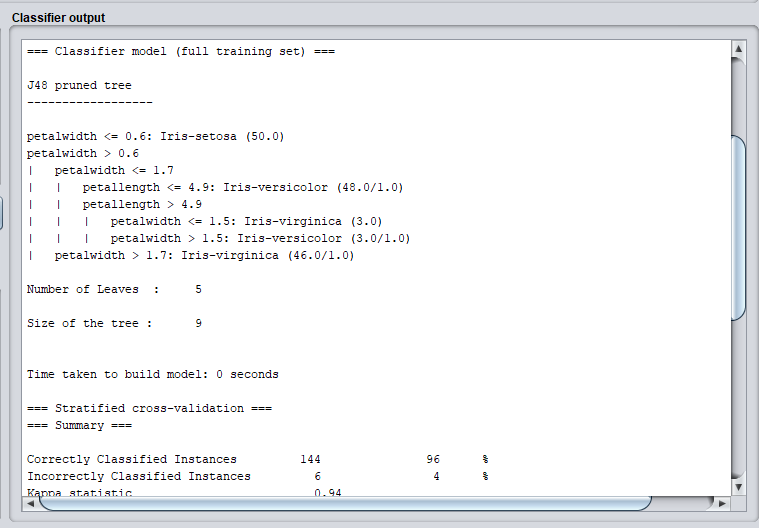 Classifier output
=== Classifier model (full training set) ===
J48 pruned tree
------------------
petalwidth <= 0.6: Iris-setosa (50.0)
petalwidth > 0.6
|   petalwidth <= 1.7
|   |   petallength <= 4.9: Iris-versicolor (48.0/1.0)
|   |   petallength > 4.9
|   |   |   petalwidth <= 1.5: Iris-virginica (3.0)
|   |   |   petalwidth > 1.5: Iris-versicolor (3.0/1.0)
|   petalwidth > 1.7: Iris-virginica (46.0/1.0)
Number of Leaves  :     5
Size of the tree :      9
Time taken to build model: 0 seconds
=== Stratified cross-validation ===
=== Summary ===
Correctly Classified Instances         144               96      %
Incorrectly Classified Instances         6                4      %
Kappa statistic                          0.94